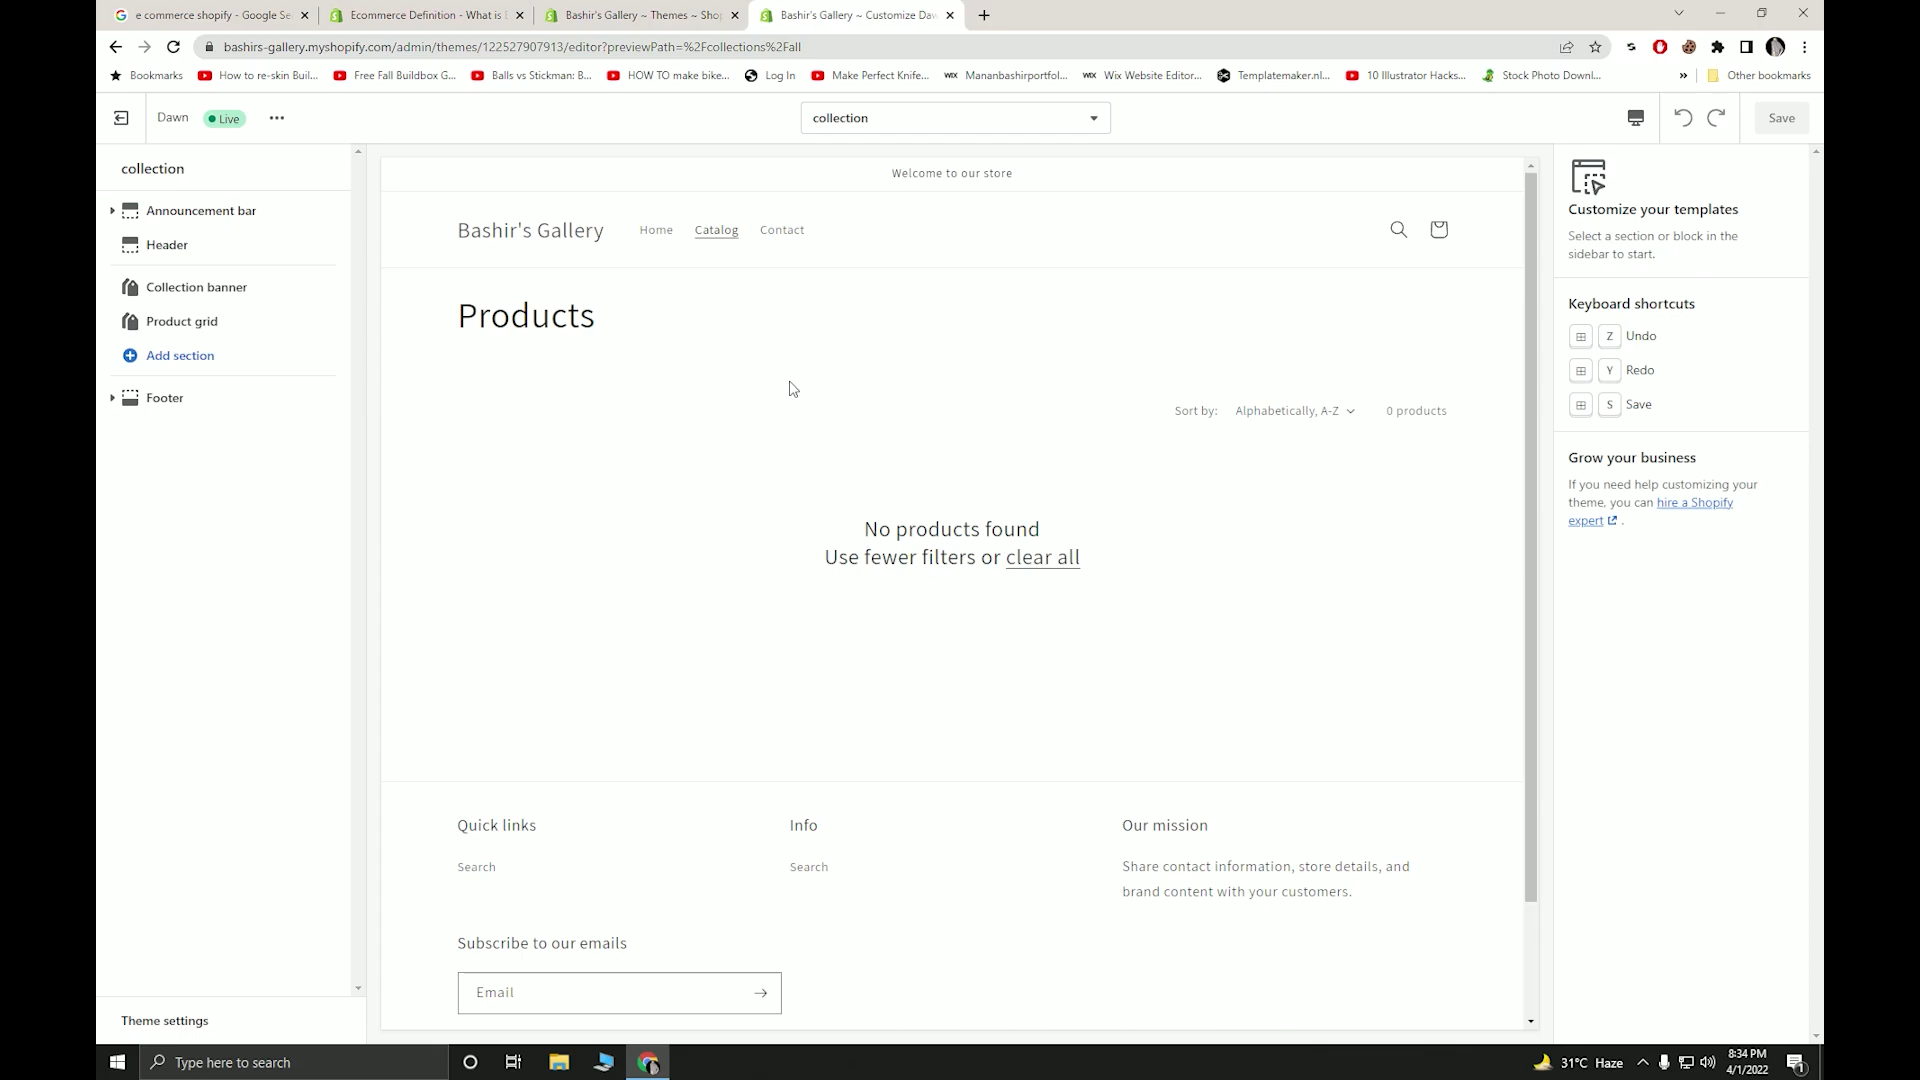 e commerce shopify - Google Se
Ecommerce Definition - What is
Bashir's Gallery ~ Themes ~ Shop
Bashir's Gallery ~ Customize Daw
bashirs-gallery.myshopify.com/admin/themes/122527907913/editor?previewPath=%2Fcollections%2Fall
Bookmarks
How to re-skin Buil...
Free Fall Buildbox G...
Balls vs Stickman: B...
HOW TO make bike...
Log In
Make Perfect Knife...
WIX Mananbashirportfol...
WIX Wix Website Editor...
Templatemaker.nl...
10 Illustrator Hacks...
Stock Photo Downl...
»
Other bookmarks
Dawn
Live
collection
Save
collection
Announcement bar
Header
Collection banner
Product grid
Add section
Footer
Theme settings
Welcome to our store
Bashir's Gallery
Home
Catalog
Contact
Products
Sort by:
Alphabetically, A-Z
0 products
No products found
Use fewer filters or clear all
Quick links
Info
Our mission
Search
Search
Share contact information, store details, and
brand content with your customers.
Subscribe to our emails
Email
Customize your templates
Select a section or block in the
sidebar to start.
Keyboard shortcuts
Z Undo
Y Redo
S Save
Grow your business
If you need help customizing your
theme, you can hire a Shopify
expert .
Type here to search
31°C Haze
8:34 PM
4/1/2022
1